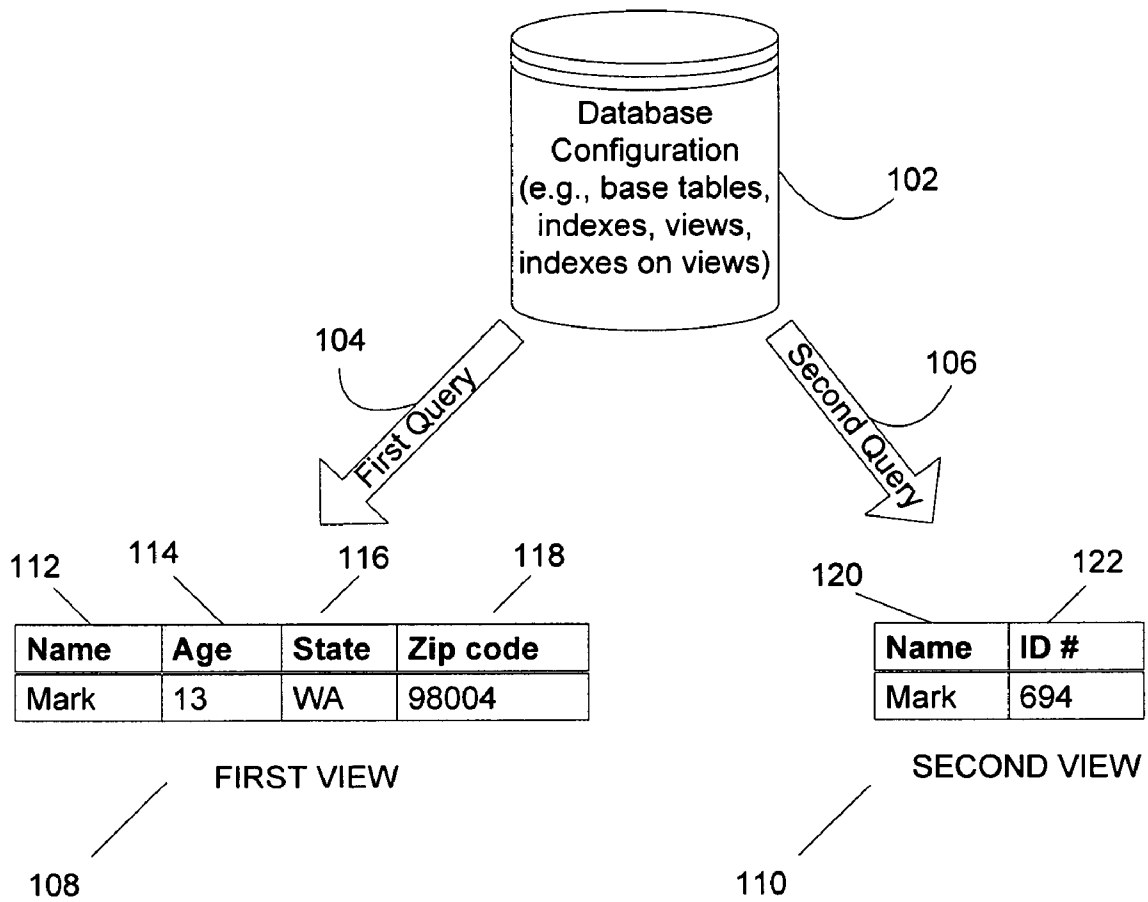 Database
Configuration
(e.g., base tables,
indexes, views,
indexes on views)
102
104
First Query
Second Query
106
112
114
116
118
120
122
Name Age State Zip code
Mark 13 WA 98004
Name ID #
Mark 694
FIRST VIEW
SECOND VIEW
108
110